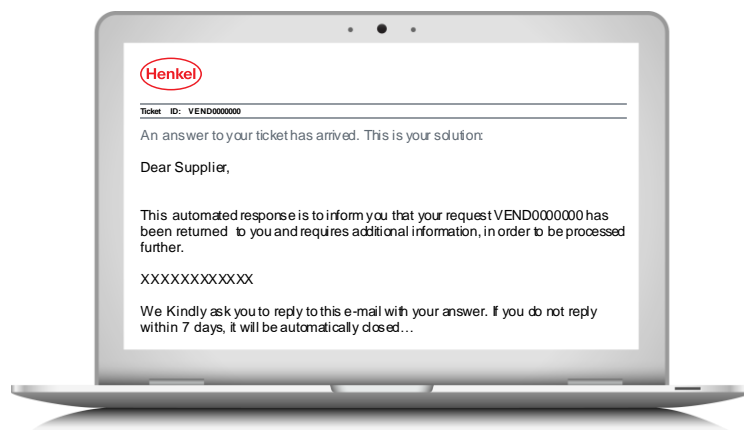 Henkel
Ticket ID: VEND0000000
An answer to your ticket has arrived. This is your solution:
Dear Supplier,
This automated response is to inform you that your request VEND0000000 has
been returned to you and requires additional information, in order to be processed
further.
XXXXXXXXXXXX
We Kindly ask you to reply to this e-mail with your answer. If you do not reply
within 7 days, it will be automatically closed…